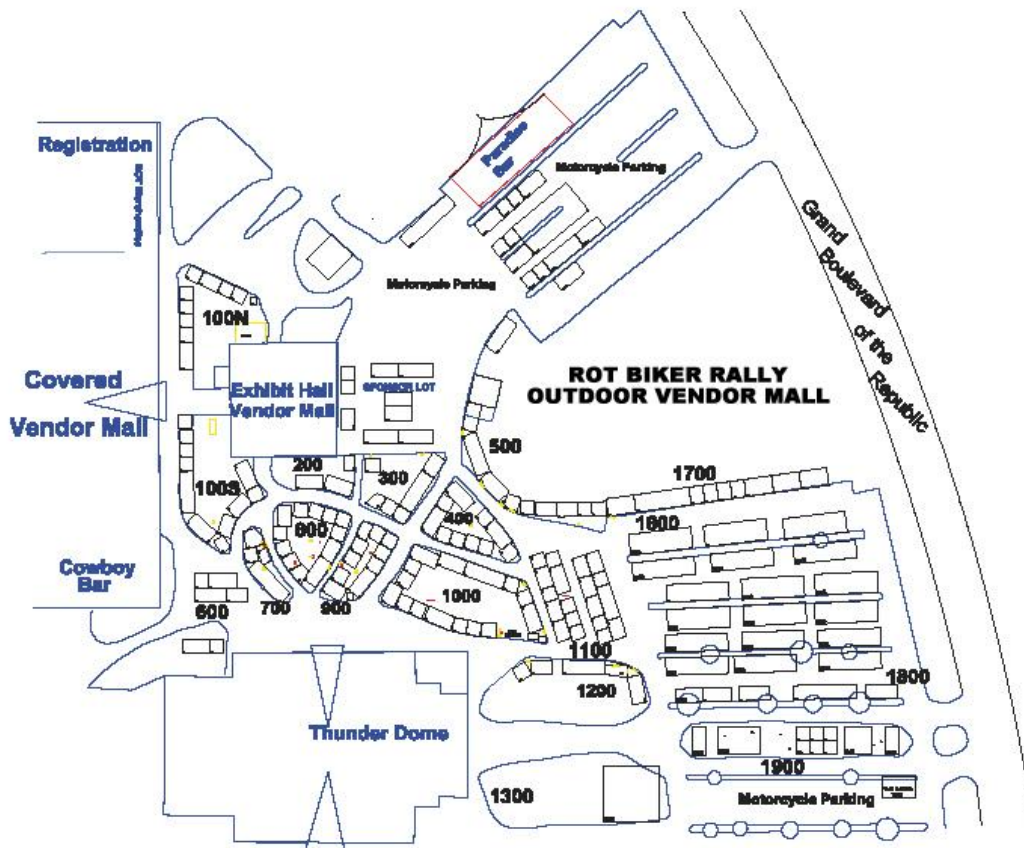 Registration
Paradise
Bar
Motorcycle Parking
Grand
Boulevard
of the
Republic
Motorcycle Parking
100N
Covered
Vendor Mall
Exhibit Hall
Vendor Mall
SPONSOR LOT
ROT BIKER RALLY
OUTDOOR VENDOR MALL
500
200
300
1700
100S
400
1600
800
Cowboy
Bar
600
700
900
1000
1100
1200
1800
Thunder Dome
1900
1300
Motorcycle Parking